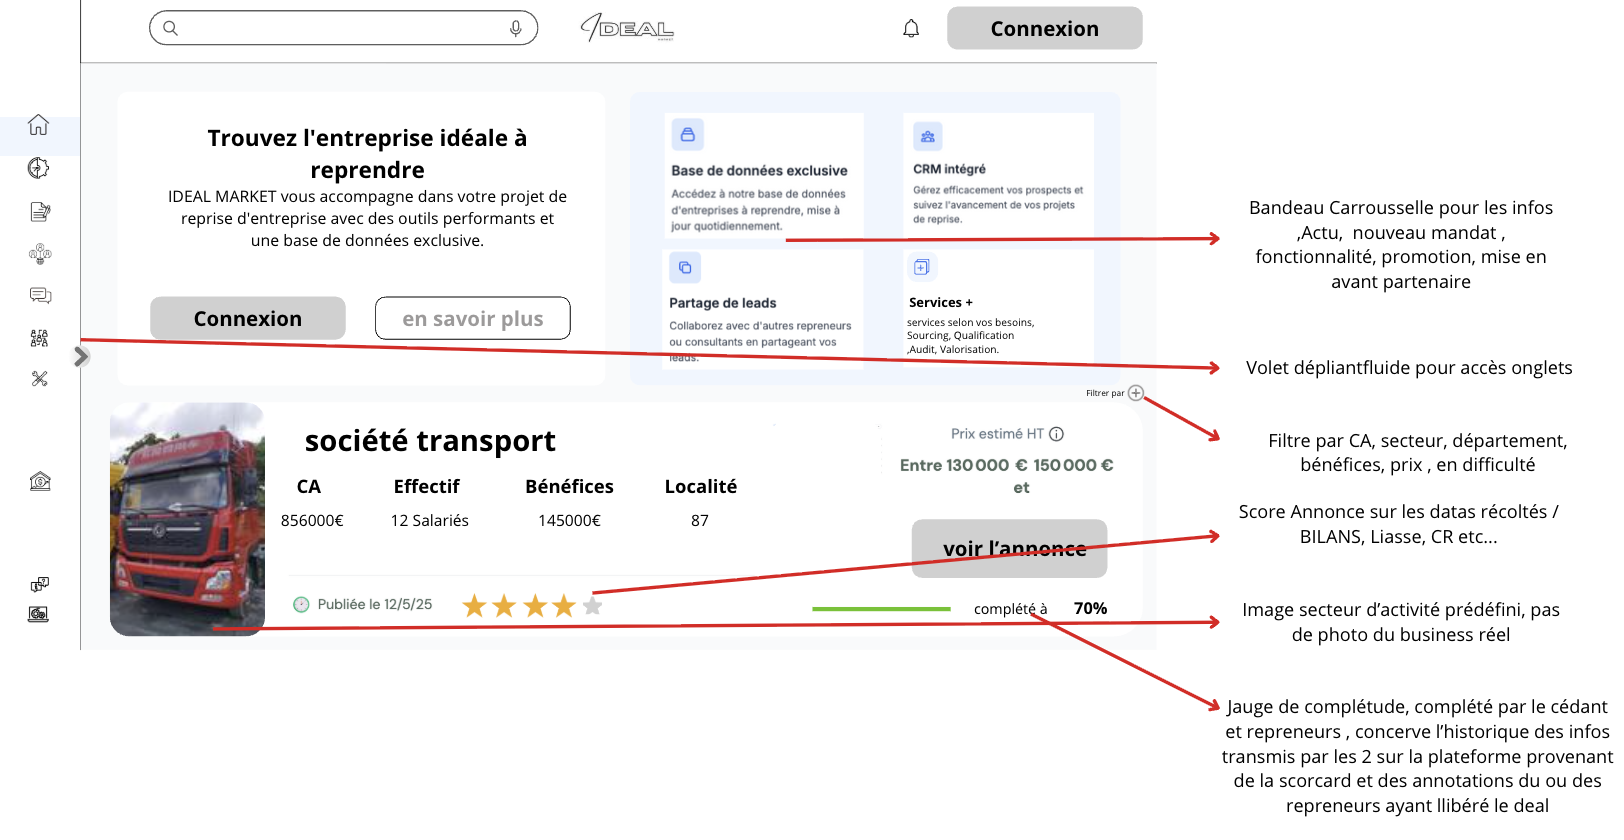 IDEAL
MARKET
Connexion
Trouvez l'entreprise idéale à
reprendre
IDEAL MARKET vous accompagne dans votre projet de
reprise d'entreprise avec des outils performants et
une base de données exclusive.
Connexion
en savoir plus
Base de données exclusive
Accédez à notre base de données
d'entreprises à reprendre, mise à
jour quotidiennement.
CRM intégré
Gérez efficacement vos prospects et
suivez l'avancement de vos projets
de reprise.
Partage de leads
Collaborez avec d'autres repreneurs
ou consultants en partageant vos
leads.
Services +
services selon vos besoins,
Sourcing, Qualification
,Audit, Valorisation.
Filtrer par
société transport
CA
Effectif
Bénéfices
Localité
856000€
12 Salariés
145000€
87
Prix estimé HT
Entre 130 000 € 150 000 €
et
voir l’annonce
Publiée le 12/5/25
complété à
70%
Bandeau Carrousselle pour les infos
,Actu, nouveau mandat ,
fonctionnalité, promotion, mise en
avant partenaire
Volet dépliantfluide pour accès onglets
Filtre par CA, secteur, département,
bénéfices, prix , en difficulté
Score Annonce sur les datas récoltés /
BILANS, Liasse, CR etc...
Image secteur d’activité prédéfini, pas
de photo du business réel
Jauge de complétude, complété par le cédant
et repreneurs , concerve l’historique des infos
transmis par les 2 sur la plateforme provenant
de la scorcard et des annotations du ou des
repreneurs ayant llibéré le deal